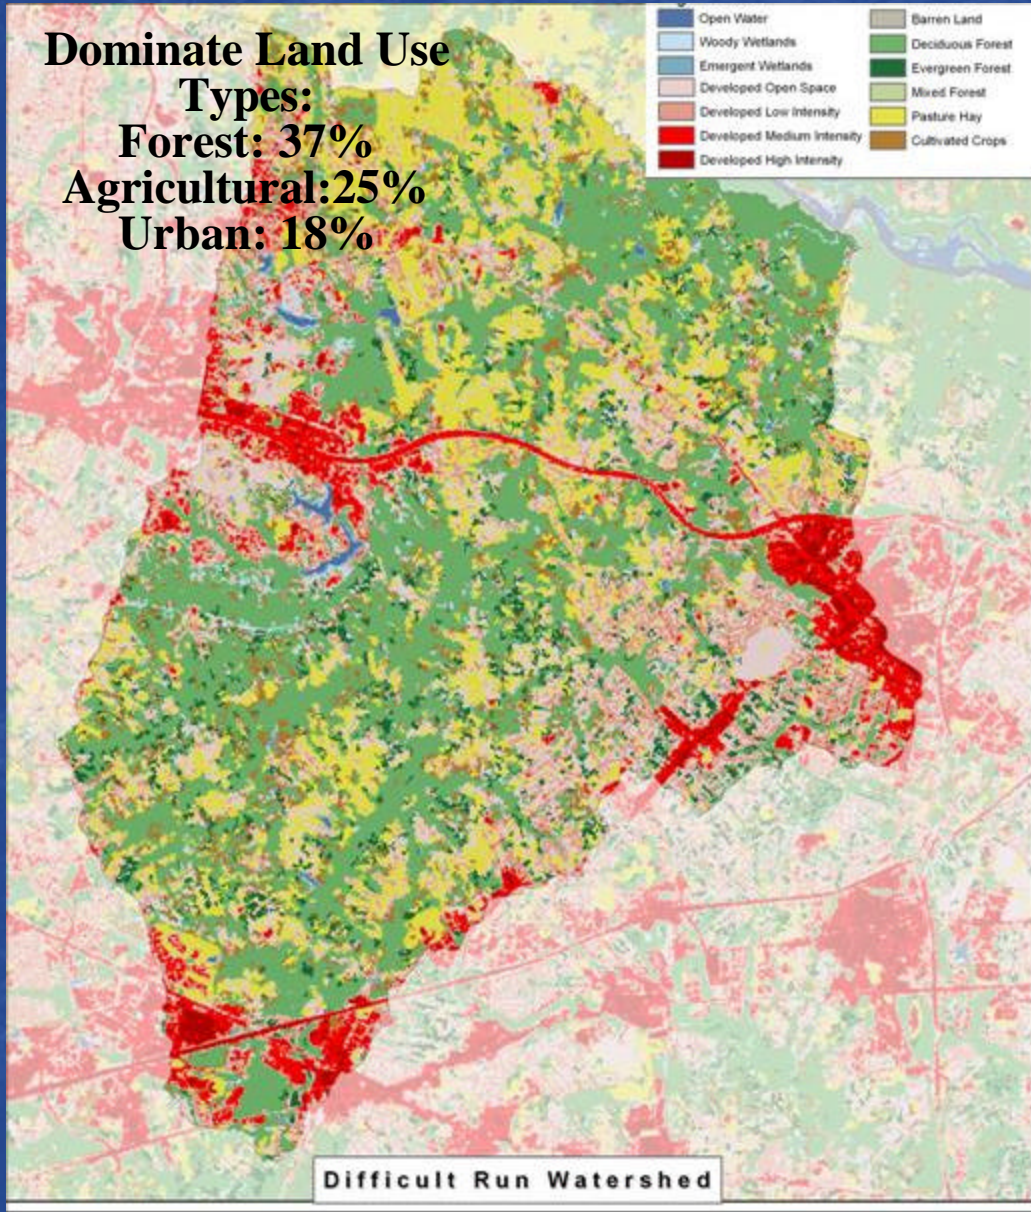 Dominate Land Use
Types:
Forest: 37%
Agricultural:25%
Urban: 18%
Open Water
Woody Wetlands
Emergent Wetlands
Developed Open Space
Developed Low Intensity
Developed Medium Intensity
Developed High Intensity
Barren Land
Deciduous Forest
Evergreen Forest
Mixed Forest
Pasture Hay
Cultivated Crops
Difficult Run Watershed